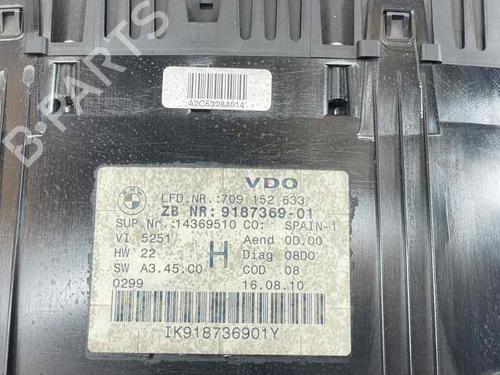 A2C53284014
BMW
VDO
LFD.NR.:709 152 633
ZB NR: 9187369-01
SUP.Nr.:14369510 CO: SPAIN-1
VI 5251 Aend 0D.00
HW 22 H Diag 08D0
SW A3.45.C0 COD 08
0299 16.08.10
IK918736901Y